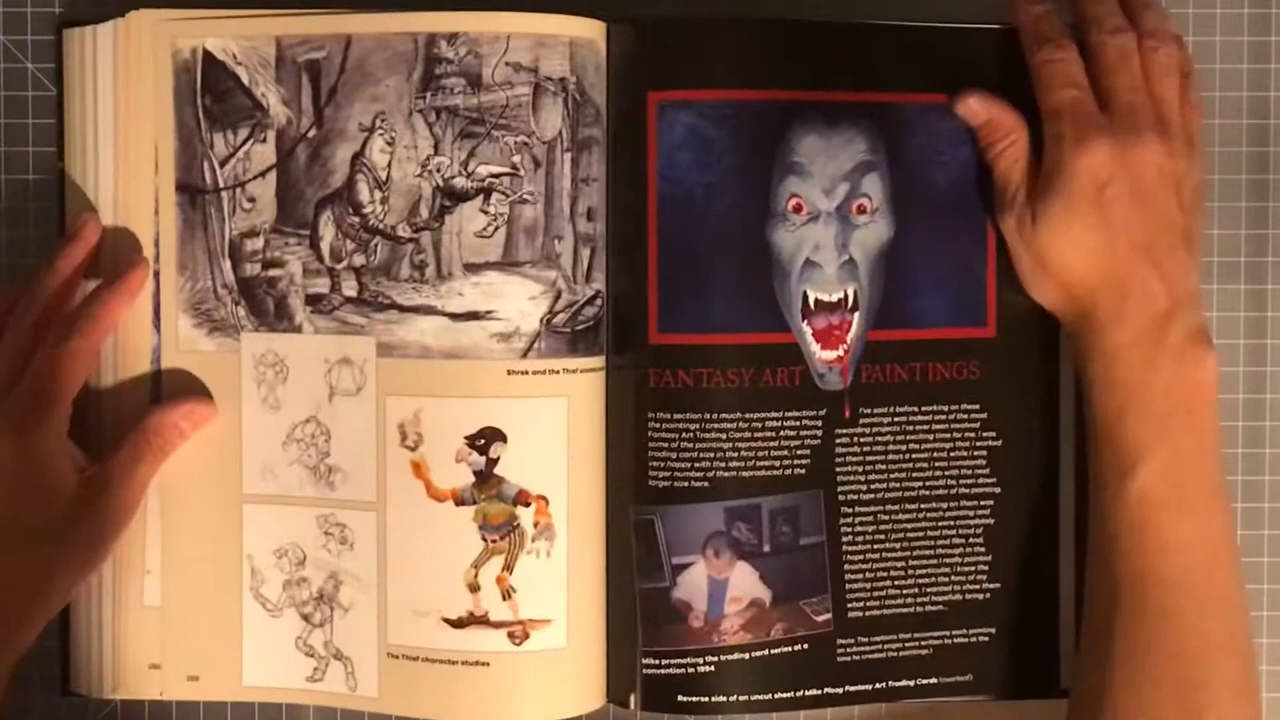 Shrek and the Thief
The Thief character studies
FANTASY ART PAINTINGS
In this section is a much-expanded selection of
the paintings I created for my 1994 Mike Ploog
Fantasy Art Trading Cards series. After seeing
some of the paintings reproduced larger than
trading card size in the first art book, I was
very happy with the idea of seeing an even
larger number of them reproduced at the
larger size here.
Mike promoting the trading card series at a
convention in 1994
I've said it before, working on these
paintings was indeed one of the most
rewarding projects I've ever been involved
with. It was really an exciting time for me. I was
literally so into doing the paintings that I worked
on them seven days a week! And, while I was
working on the current one, I was constantly
thinking about what I would do with the next
painting: what the image would be, even down
to the type of paint and the color of the painting.
The freedom that I had working on them was
just great. The subject of each painting and
the design and composition were completely
left up to me. I just never had that kind of
freedom working in comics and film. And,
I hope that freedom shines through in the
finished paintings, because I really painted
these for the fans. In particular, I knew the
trading cards would reach the fans of my
comics and film work. I wanted to show them
what else I could do and hopefully bring a
little entertainment to them...
(Note: The captions that accompany each painting
on subsequent pages were written by Mike at the
time he created the paintings.)
Reverse side of an uncut sheet of Mike Ploog Fantasy Art Trading Cards (overleaf)